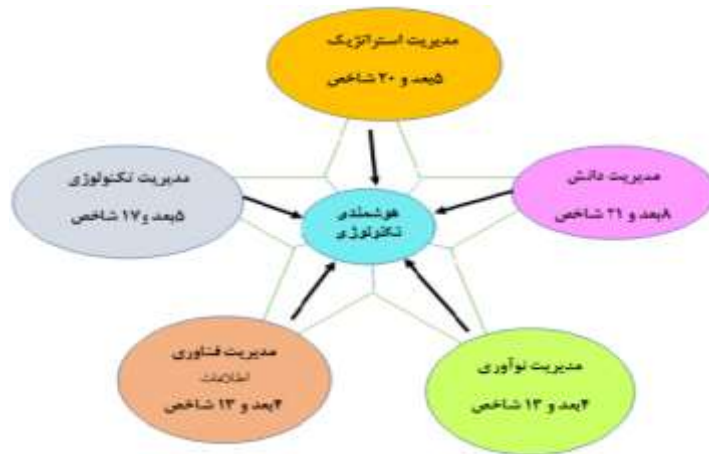 مدیریت استراتژیک
۵بعد و ۲۰ شاخص
مدیریت دانش
۸بعد و ۲۱ شاخص
مدیریت تکنولوژی
۵بعد و ۱۷ شاخص
هوشمندی
تکنولوژی
مدیریت فناوری
اطلاعات
۴بعد و ۱۳ شاخص
مدیریت نوآوری
۴بعد و ۱۳ شاخص